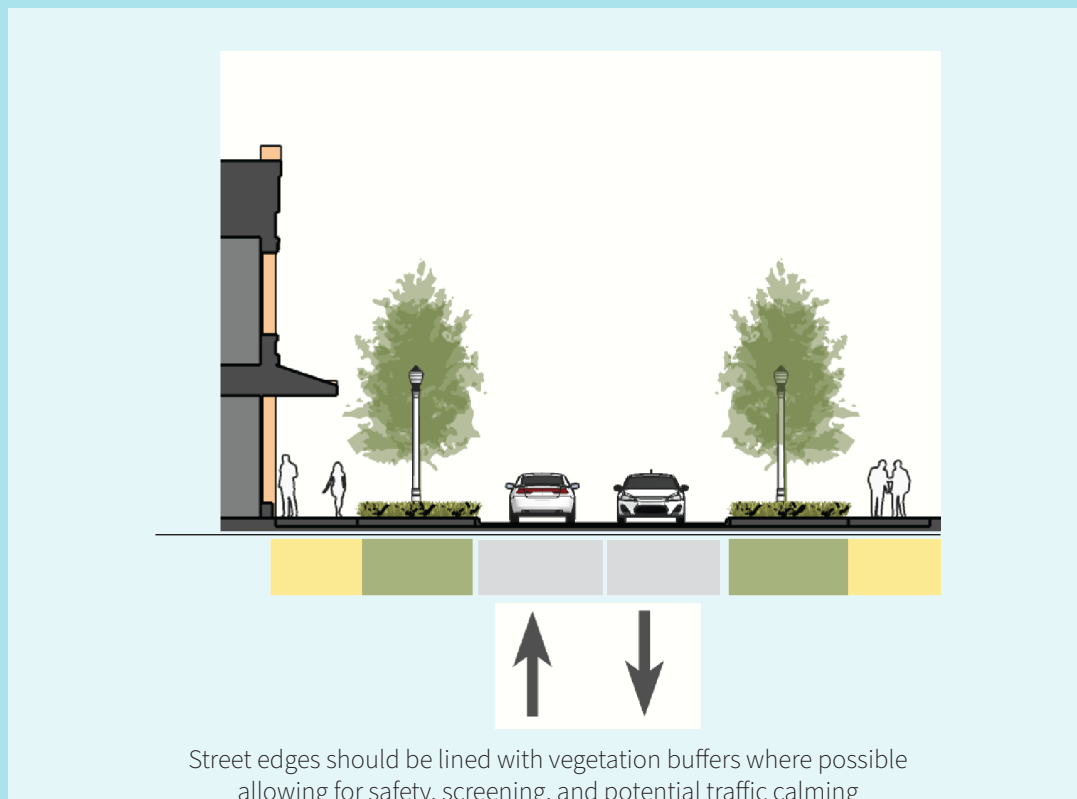 Street edges should be lined with vegetation buffers where possible
allowing for safety, screening, and potential traffic calming